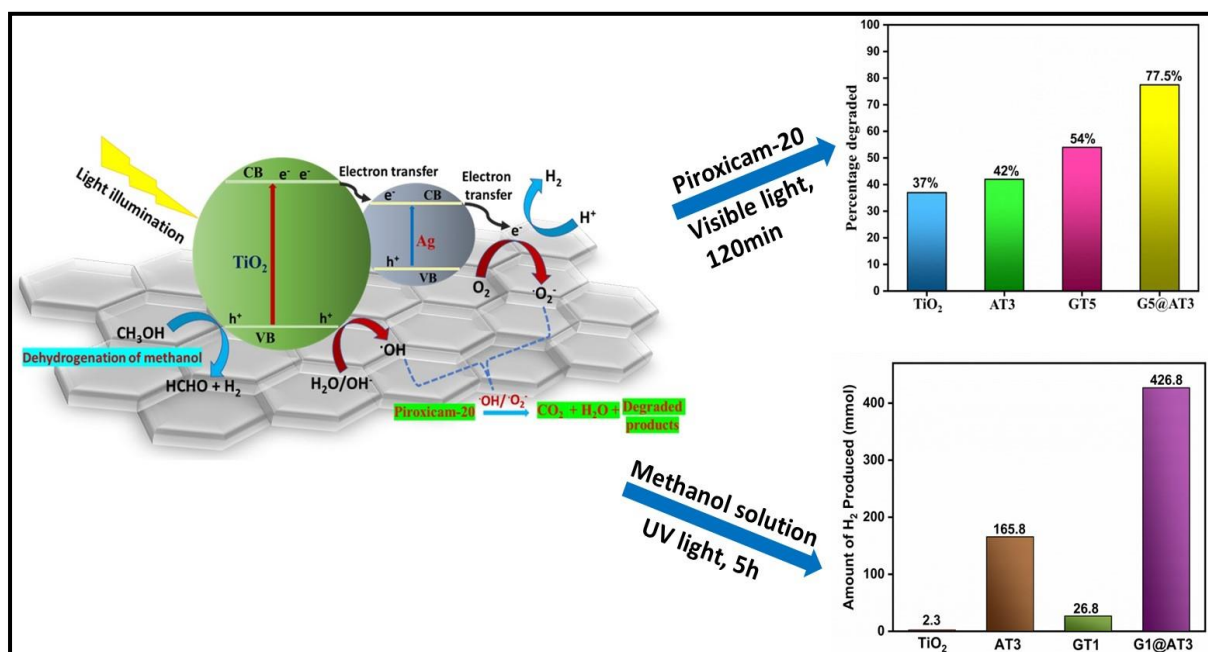 Light illumination
CB e⁻ e⁻
Electron transfer
Electron
transfer
H₂
H⁺
e⁻ CB
e⁻
TiO₂
Ag
h⁺
VB
O₂
·O₂⁻
h⁺ h⁺
VB
CH₃OH
Dehydrogenation of methanol
HCHO + H₂
·OH
H₂O/OH⁻
·OH/·O₂⁻
Piroxicam-20
CO₂ + H₂O + Degraded
products
Piroxicam-20
Visible light,
120min
Methanol solution
UV light, 5h
Percentage degraded
100
90
80
70
60
50
40
30
20
10
0
37%
42%
54%
77.5%
TiO₂ AT3 GT5 G5@AT3
Amount of H₂ Produced (mmol)
400
300
200
100
0
2.3
165.8
26.8
426.8
TiO₂ AT3 GT1 G1@AT3